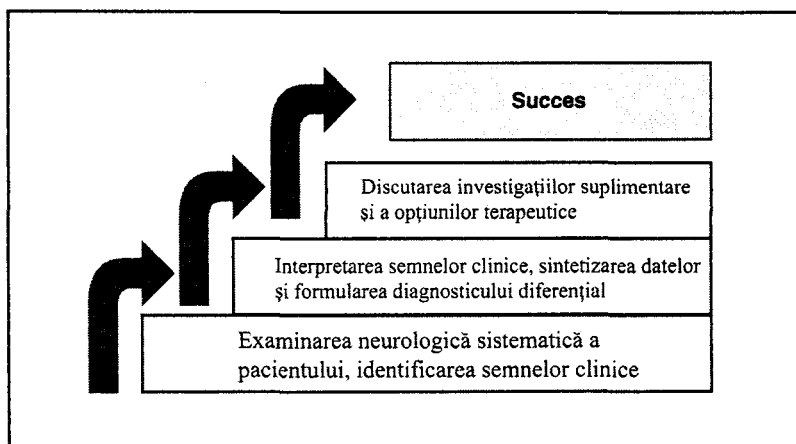 Succes
Discutarea investigațiilor suplimentare
și a opțiunilor terapeutice
Interpretarea semnelor clinice, sintetizarea datelor
și formularea diagnosticului diferențial
Examinarea neurologică sistematică a
pacientului, identificarea semnelor clinice